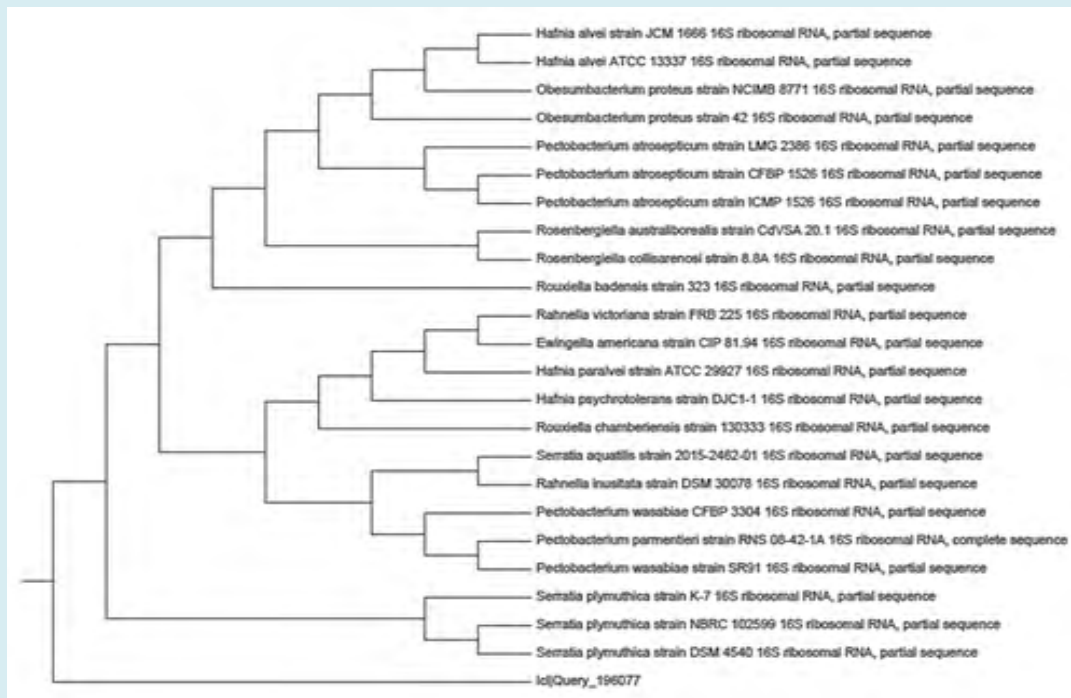 Hafnia alvei strain JCM 1666 16S ribosomal RNA, partial sequence
Hafnia alvei ATCC 13337 16S ribosomal RNA, partial sequence
Obesumbacterium proteus strain NCIMB 8771 16S ribosomal RNA, partial sequence
Obesumbacterium proteus strain 42 16S ribosomal RNA, partial sequence
Pectobacterium atrosepticum strain LMG 2386 16S ribosomal RNA, partial sequence
Pectobacterium atrosepticum strain CFBP 1526 16S ribosomal RNA, partial sequence
Pectobacterium atrosepticum strain ICMP 1526 16S ribosomal RNA, partial sequence
Rosenbergiella australiborealis strain CdVSA 20.1 16S ribosomal RNA, partial sequence
Rosenbergiella collisarenosi strain 8.8A 16S ribosomal RNA, partial sequence
Rouxiella badensis strain 323 16S ribosomal RNA, partial sequence
Rahnella victoriana strain FRB 225 16S ribosomal RNA, partial sequence
Ewingella americana strain CIP 81.94 16S ribosomal RNA, partial sequence
Hafnia paralvei strain ATCC 29927 16S ribosomal RNA, partial sequence
Hafnia psychrotolerans strain DJC1-1 16S ribosomal RNA, partial sequence
Rouxiella chamberiensis strain 130333 16S ribosomal RNA, partial sequence
Serratia aquatilis strain 2015-2462-01 16S ribosomal RNA, partial sequence
Rahnella inusitata strain DSM 30078 16S ribosomal RNA, partial sequence
Pectobacterium wasabiae CFBP 3304 16S ribosomal RNA, partial sequence
Pectobacterium parmentieri strain RNS 08-42-1A 16S ribosomal RNA, complete sequence
Pectobacterium wasabiae strain SR91 16S ribosomal RNA, partial sequence
Serratia plymuthica strain K-7 16S ribosomal RNA, partial sequence
Serratia plymuthica strain NBRC 102599 16S ribosomal RNA, partial sequence
Serratia plymuthica strain DSM 4540 16S ribosomal RNA, partial sequence
lcl|Query_196077